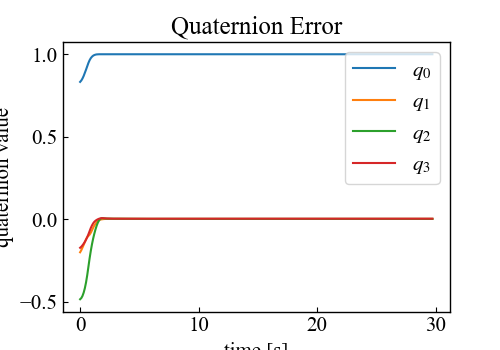 Quaternion Error
1.0
0.5
0.0
−0.5
quaternion value
q0
q1
q2
q3
0 10 20 30
time [s]